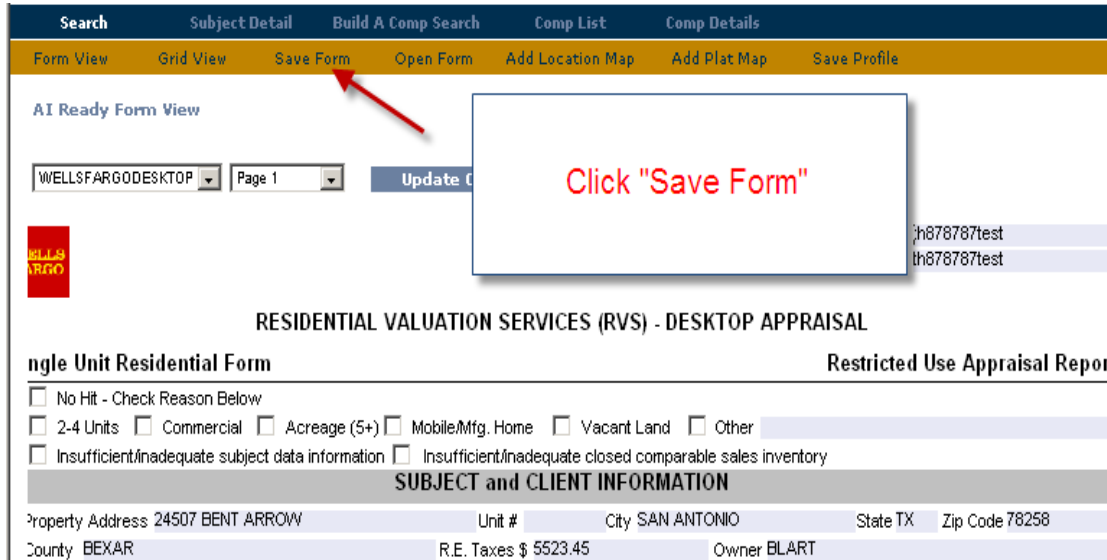 Search Subject Detail Build A Comp Search Comp List Comp Details
Form View Grid View Save Form Open Form Add Location Map Add Plat Map Save Profile
AI Ready Form View
WELLSFARGODESKTOP Page 1 Update
Click "Save Form"
h878787test
th878787test
ELLS
ARGO
RESIDENTIAL VALUATION SERVICES (RVS) - DESKTOP APPRAISAL
ngle Unit Residential Form Restricted Use Appraisal Repor
No Hit - Check Reason Below
2-4 Units Commercial Acreage (5+) Mobile/Mfg. Home Vacant Land Other
Insufficient/inadequate subject data information Insufficient/inadequate closed comparable sales inventory
SUBJECT and CLIENT INFORMATION
Property Address 24507 BENT ARROW Unit # City SAN ANTONIO State TX Zip Code 78258
County BEXAR R.E. Taxes $ 5523.45 Owner BLART